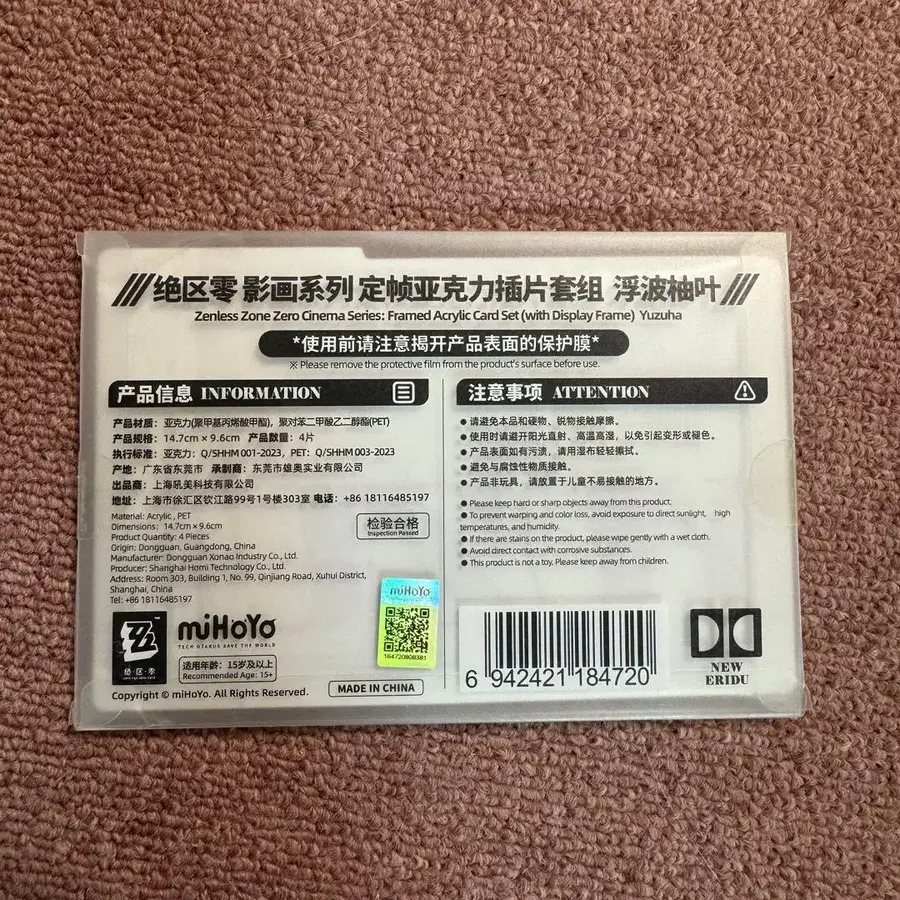 绝区零 影画系列 定帧亚克力插片套组 浮波柚叶
Zenless Zone Zero Cinema Series: Framed Acrylic Card Set (with Display Frame) Yuzuha
*使用前请注意揭开产品表面的保护膜*
※ Please remove the protective film from the product's surface before use.
产品信息 INFORMATION
产品材质：亚克力(聚甲基丙烯酸甲酯)，聚对苯二甲酸乙二醇酯(PET)
产品规格：14.7cm × 9.6cm 产品数量：4片
执行标准：亚克力：Q/SHHM 001-2023，PET：Q/SHHM 003-2023
产地：广东省东莞市 承制商：东莞市雄奥实业有限公司
出品商：上海吼美科技有限公司
地址：上海市徐汇区钦江路99号1号楼303室 电话：+86 18116485197
Material: Acrylic , PET
Dimensions：14.7cm × 9.6cm
Product Quantity: 4 Pieces
Origin: Dongguan, Guangdong, China
Manufacturer: Dongguan Xonao Industry Co., Ltd.
Producer: Shanghai Homi Technology Co., Ltd.
Address: Room 303, Building 1, No. 99, Qinjiang Road, Xuhui District,
Shanghai, China
Tel: +86 18116485197
检验合格
Inspection Passed
注意事项 ATTENTION
● 请避免本品和硬物、锐物接触摩擦。
● 使用时请避开阳光直射、高温高湿，以免引起变形或褪色。
● 产品表面如有污渍，请用湿布轻轻擦拭。
● 避免与腐蚀性物质接触。
● 产品非玩具，请放置于儿童不易接触的地方。
● Please keep hard or sharp objects away from this product.
● To prevent warping and color loss, avoid exposure to direct sunlight, high
temperatures, and humidity.
● If there are stains on the product, please wipe gently with a wet cloth.
● Avoid direct contact with corrosive substances.
● This product is not a toy. Please keep away from children.
绝·区·零
miHoYo
TECH OTAKUS SAVE THE WORLD
适用年龄：15岁及以上
Recommended Age: 15+
Copyright © miHoYo. All Rights Reserved.
MADE IN CHINA
miHoYo
164720808381
6 942421 184720
NEW
ERIDU